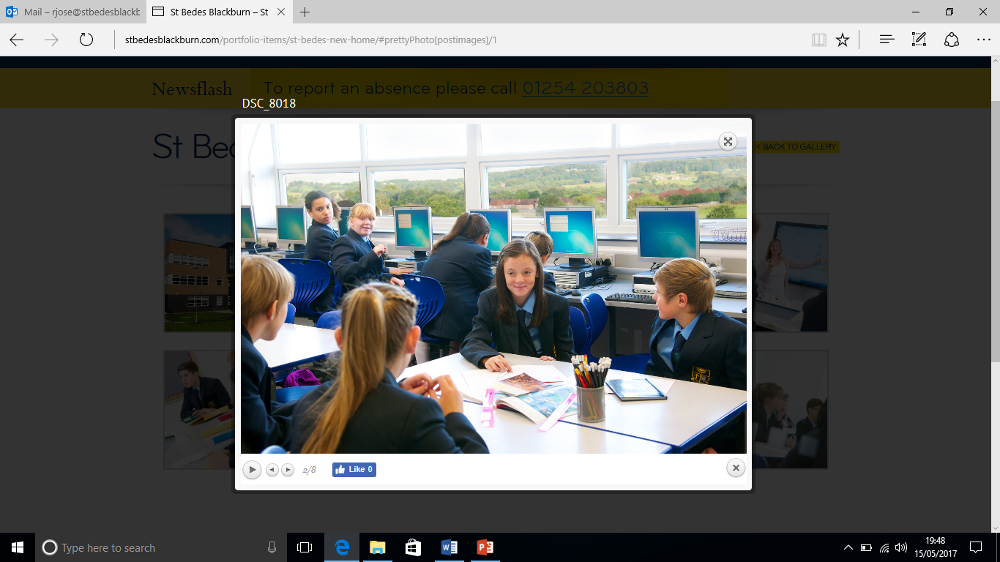 Mail – rjose@stbedesblackb
St Bedes Blackburn – St
stbedesblackburn.com/portfolio-items/st-bedes-new-home/#prettyPhoto[postimages]/1
Newsflash To report an absence please call 01254 203803
DSC_8018
St Be
< BACK TO GALLERY
2/8
Like 0
Type here to search
19:48
15/05/2017